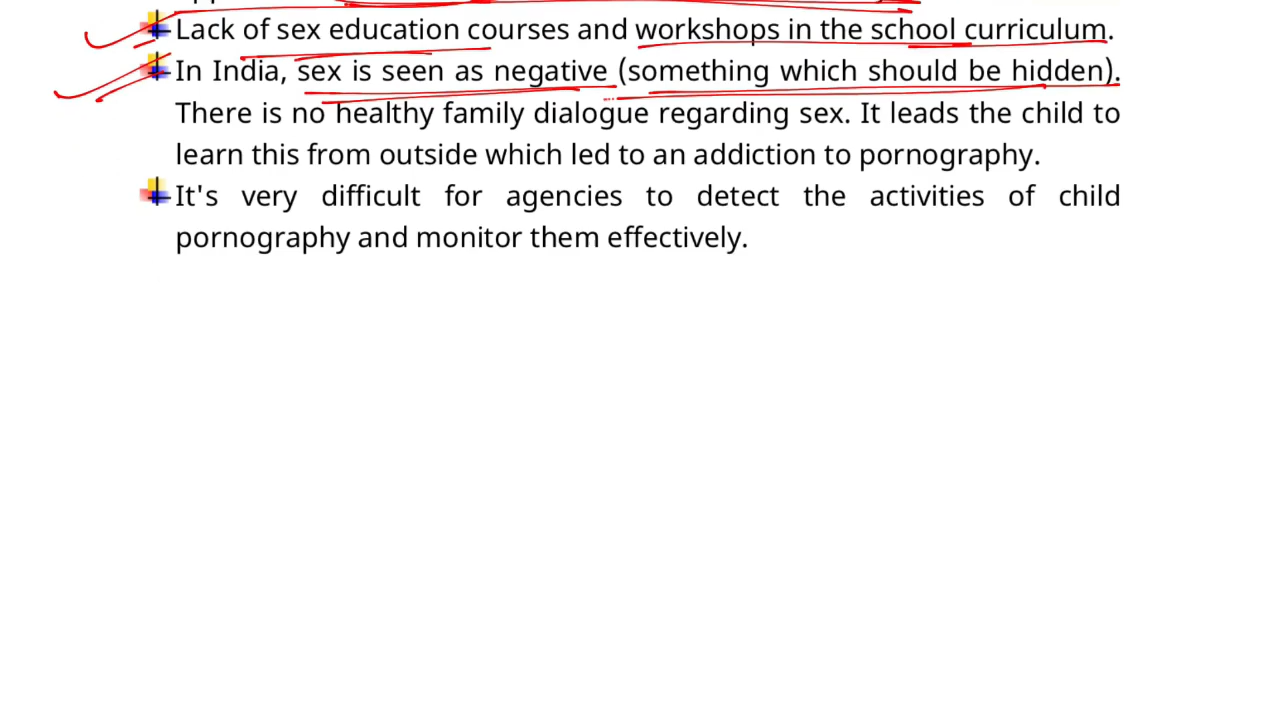 Lack of sex education courses and workshops in the school curriculum.
In India, sex is seen as negative (something which should be hidden).
There is no healthy family dialogue regarding sex. It leads the child to
learn this from outside which led to an addiction to pornography.
It's very difficult for agencies to detect the activities of child
pornography and monitor them effectively.